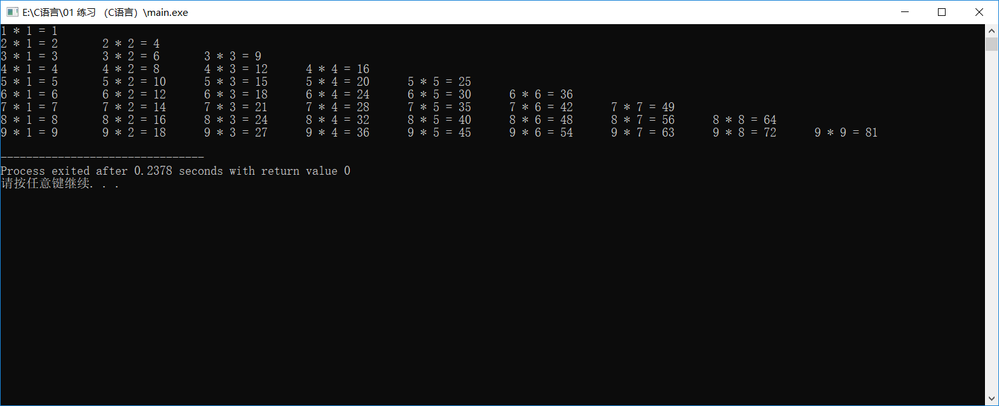 E:\C语言\01 练习 （C语言）\main.exe
1 * 1 = 1
2 * 1 = 2 2 * 2 = 4
3 * 1 = 3 3 * 2 = 6 3 * 3 = 9
4 * 1 = 4 4 * 2 = 8 4 * 3 = 12 4 * 4 = 16
5 * 1 = 5 5 * 2 = 10 5 * 3 = 15 5 * 4 = 20 5 * 5 = 25
6 * 1 = 6 6 * 2 = 12 6 * 3 = 18 6 * 4 = 24 6 * 5 = 30 6 * 6 = 36
7 * 1 = 7 7 * 2 = 14 7 * 3 = 21 7 * 4 = 28 7 * 5 = 35 7 * 6 = 42 7 * 7 = 49
8 * 1 = 8 8 * 2 = 16 8 * 3 = 24 8 * 4 = 32 8 * 5 = 40 8 * 6 = 48 8 * 7 = 56 8 * 8 = 64
9 * 1 = 9 9 * 2 = 18 9 * 3 = 27 9 * 4 = 36 9 * 5 = 45 9 * 6 = 54 9 * 7 = 63 9 * 8 = 72 9 * 9 = 81
--------------------------------
Process exited after 0.2378 seconds with return value 0
请按任意键继续. . .